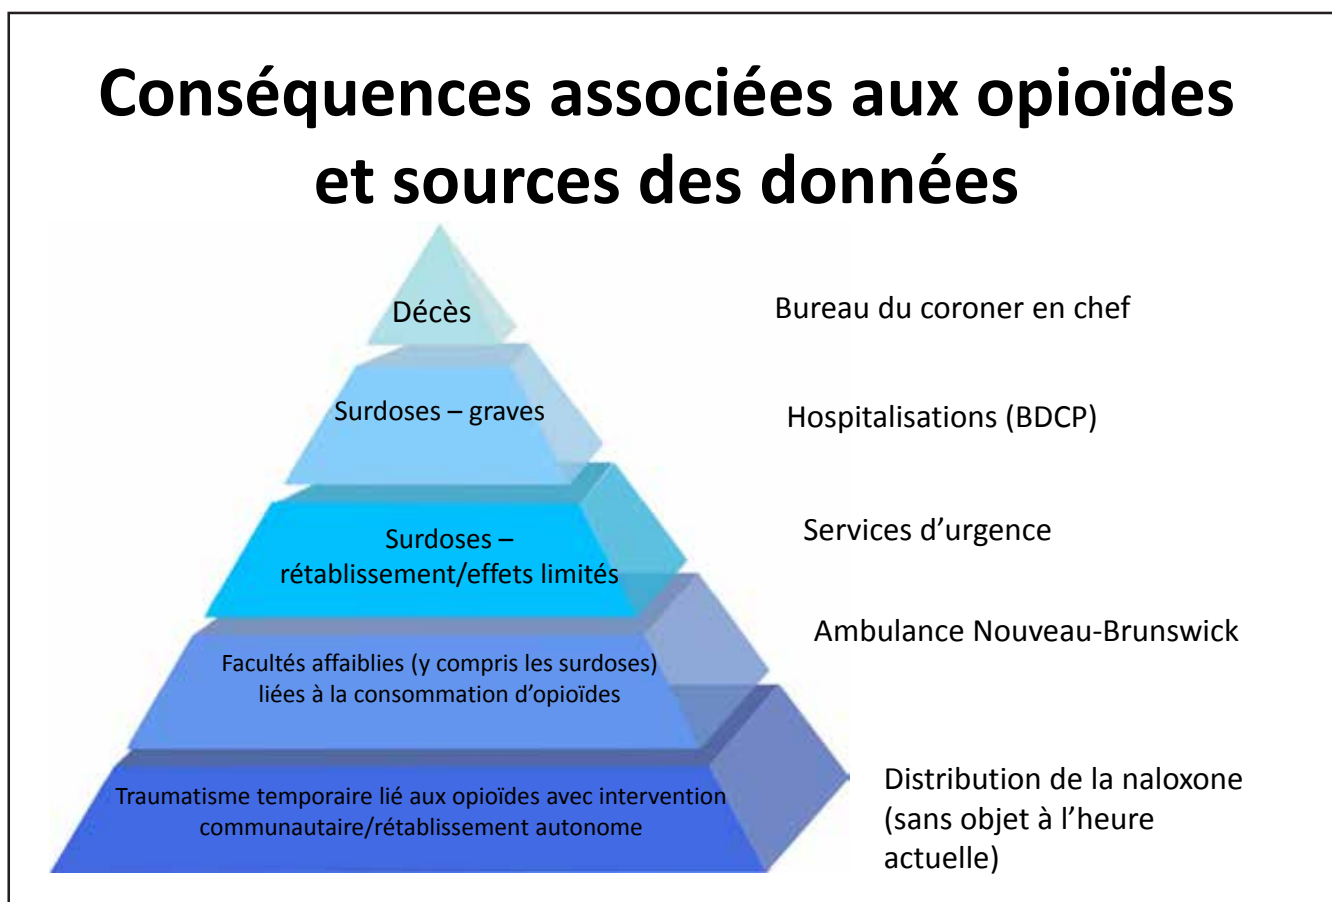 Conséquences associées aux opioïdes
et sources des données
Décès
Bureau du coroner en chef
Surdoses – graves
Hospitalisations (BDCP)
Surdoses –
rétablissement/effets limités
Services d’urgence
Facultés affaiblies (y compris les surdoses)
liées à la consommation d’opioïdes
Ambulance Nouveau-Brunswick
Traumatisme temporaire lié aux opioïdes avec intervention
communautaire/rétablissement autonome
Distribution de la naloxone
(sans objet à l’heure
actuelle)